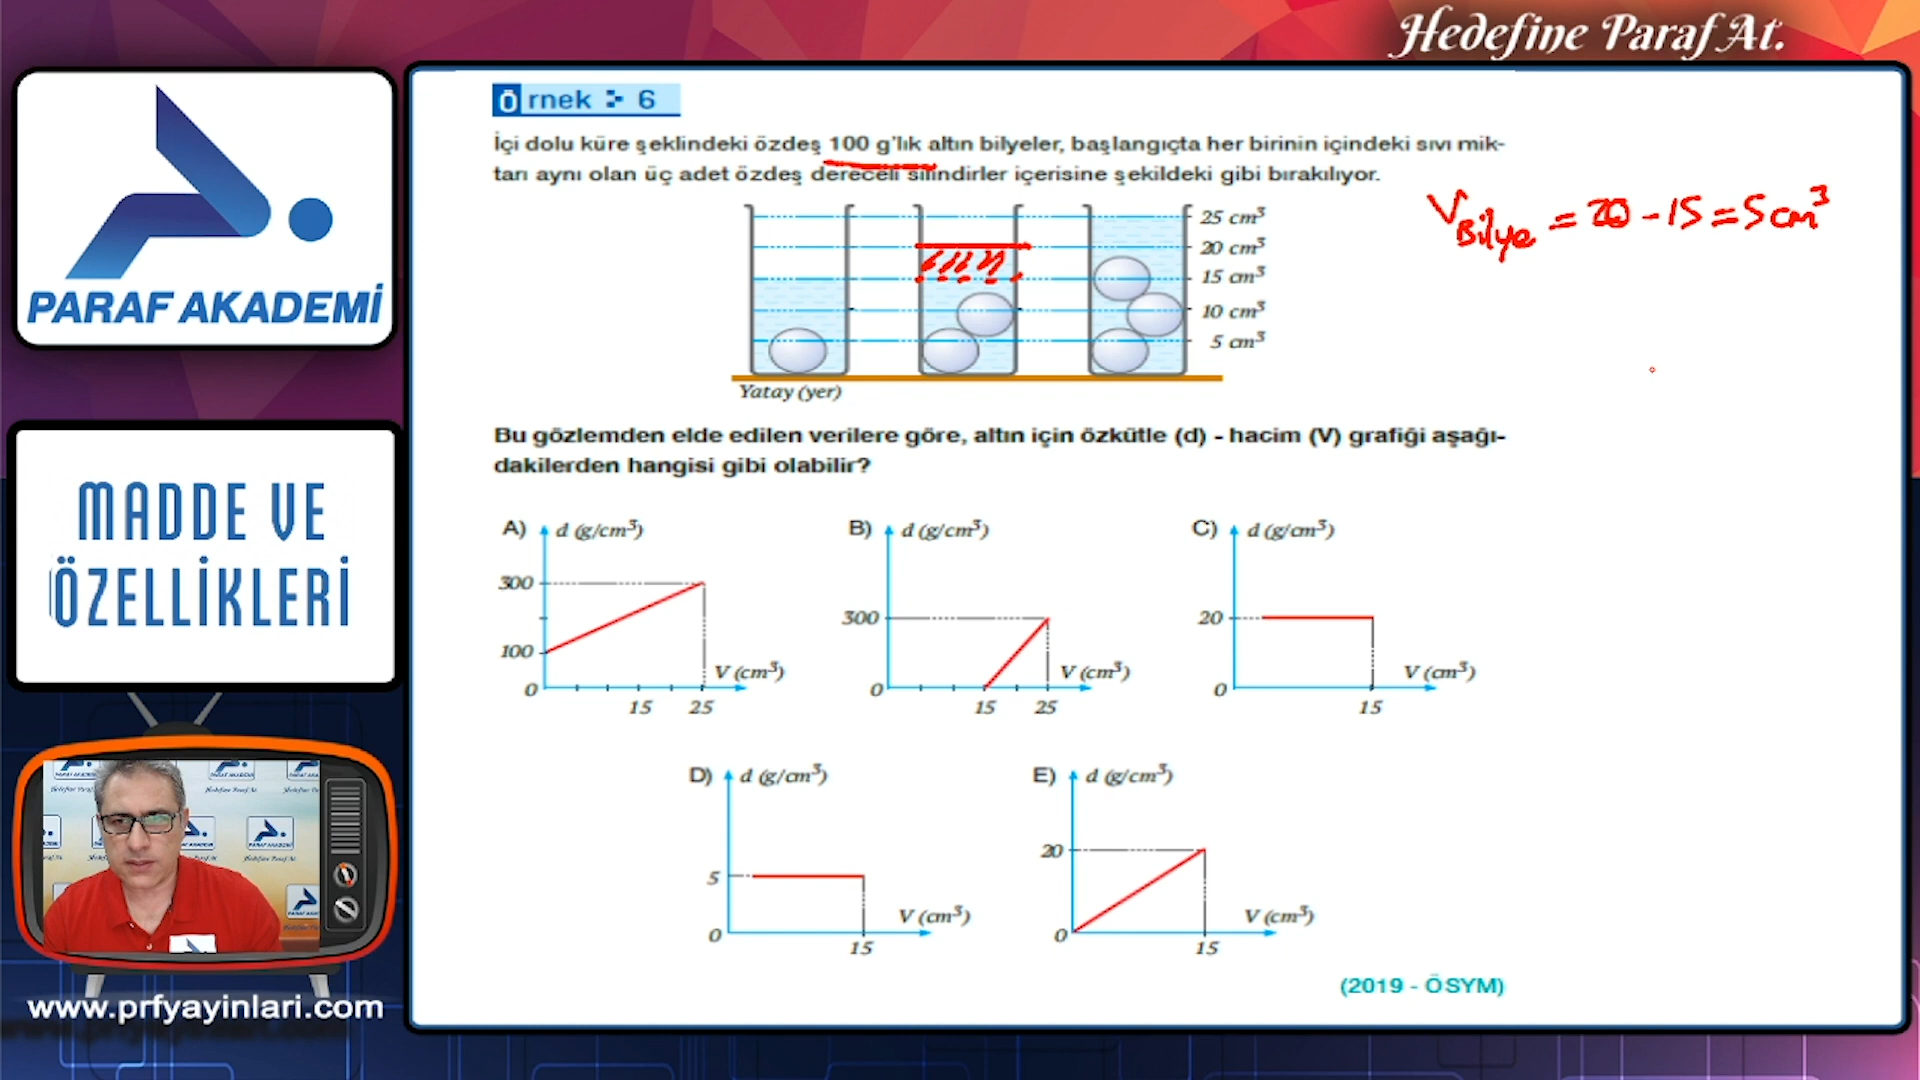 Hedefine Paraf At.
PARAF AKADEMİ
MADDE VE
ÖZELLİKLERİ
www.prfyayinlari.com
Örnek 6
İçi dolu küre şeklindeki özdeş 100 g'lık altın bilyeler, başlangıçta her birinin içindeki sıvı mik-
tarı aynı olan üç adet özdeş dereceli silindirler içerisine şekildeki gibi bırakılıyor.
V Bilye = 20 - 15 = 5 cm³
25 cm³
20 cm³
15 cm³
10 cm³
5 cm³
Yatay (yer)
Bu gözlemden elde edilen verilere göre, altın için özkütle (d) - hacim (V) grafiği aşağı-
dakilerden hangisi gibi olabilir?
A) d (g/cm³)
300
100
0
15 25
V (cm³)
B) d (g/cm³)
300
0
15 25
V (cm³)
C) d (g/cm³)
20
0
15
V (cm³)
D) d (g/cm³)
5
0
15
V (cm³)
E) d (g/cm³)
20
0
15
V (cm³)
(2019 - ÖSYM)